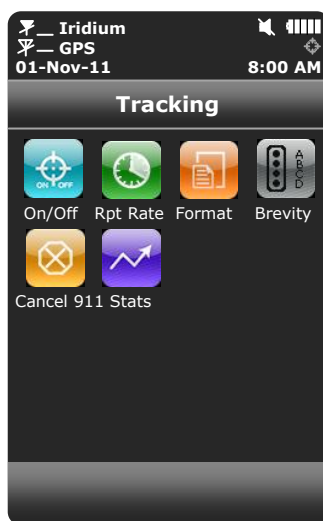 Iridium
GPS
01-Nov-11 8:00 AM
Tracking
ON OFF
A
B
C
D
On/Off Rpt Rate Format Brevity
Cancel 911 Stats